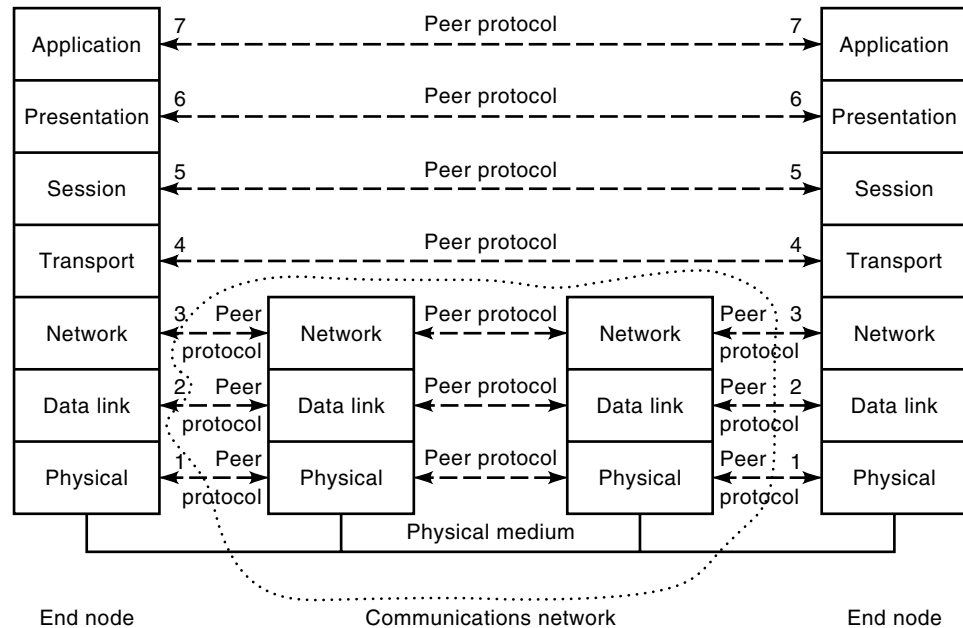 7 Peer protocol 7
Application Application
6 Peer protocol 6
Presentation Presentation
5 Peer protocol 5
Session Session
4 Peer protocol 4
Transport Transport
3 Peer Peer protocol Peer 3
Network Network Network Network
protocol protocol
2 Peer Peer protocol Peer 2
Data link Data link Data link Data link
protocol protocol
1 Peer Peer protocol Peer 1
Physical Physical Physical Physical
protocol protocol
Physical medium
End node Communications network End node